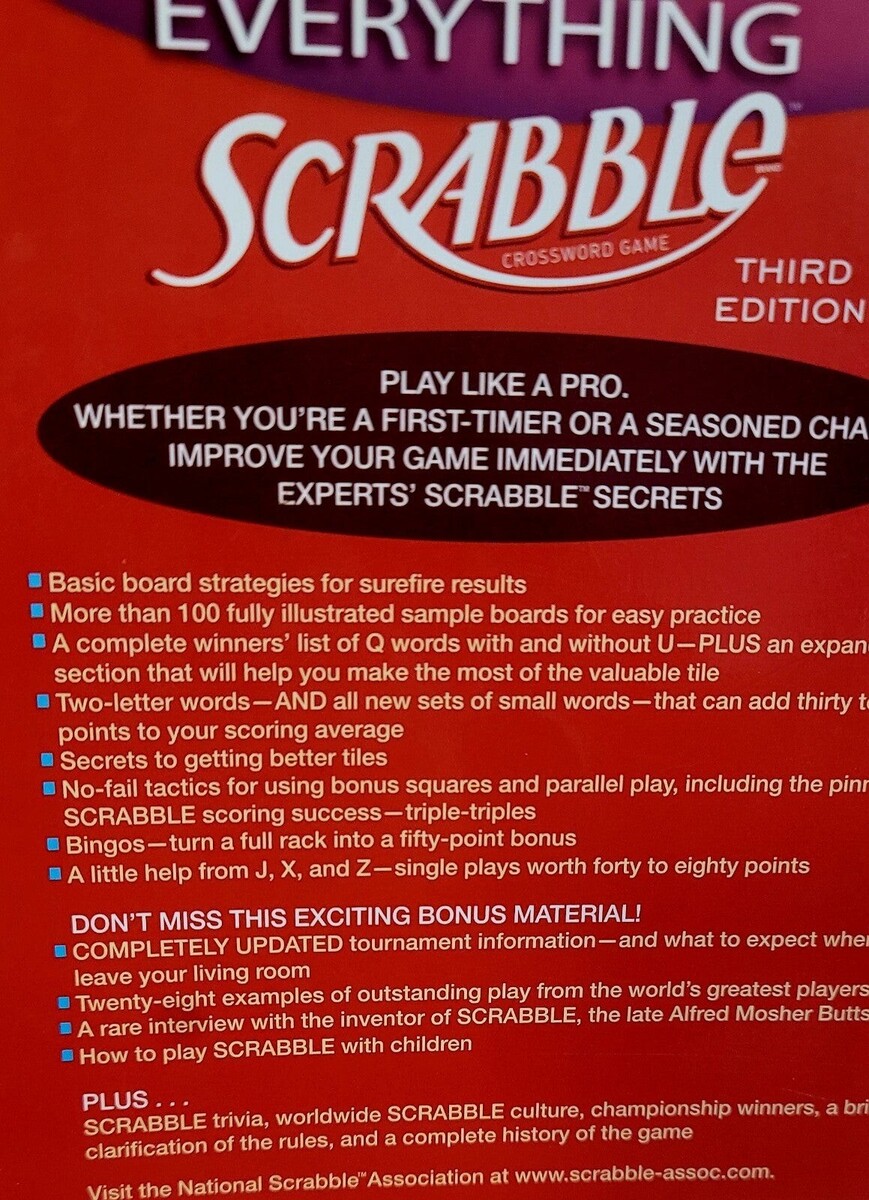 EVERYTHING
SCRABBLE™
BRAND
CROSSWORD GAME
THIRD
EDITION
PLAY LIKE A PRO.
WHETHER YOU'RE A FIRST-TIMER OR A SEASONED CHA
IMPROVE YOUR GAME IMMEDIATELY WITH THE
EXPERTS' SCRABBLE™ SECRETS
Basic board strategies for surefire results
More than 100 fully illustrated sample boards for easy practice
A complete winners' list of Q words with and without U—PLUS an expan
section that will help you make the most of the valuable tile
Two-letter words—AND all new sets of small words—that can add thirty t
points to your scoring average
Secrets to getting better tiles
No-fail tactics for using bonus squares and parallel play, including the pinn
SCRABBLE scoring success—triple-triples
Bingos—turn a full rack into a fifty-point bonus
A little help from J, X, and Z—single plays worth forty to eighty points
DON'T MISS THIS EXCITING BONUS MATERIAL!
COMPLETELY UPDATED tournament information—and what to expect when
leave your living room
Twenty-eight examples of outstanding play from the world's greatest players
A rare interview with the inventor of SCRABBLE, the late Alfred Mosher Butts
How to play SCRABBLE with children
PLUS . . .
SCRABBLE trivia, worldwide SCRABBLE culture, championship winners, a bri
clarification of the rules, and a complete history of the game
Visit the National Scrabble™ Association at www.scrabble-assoc.com.